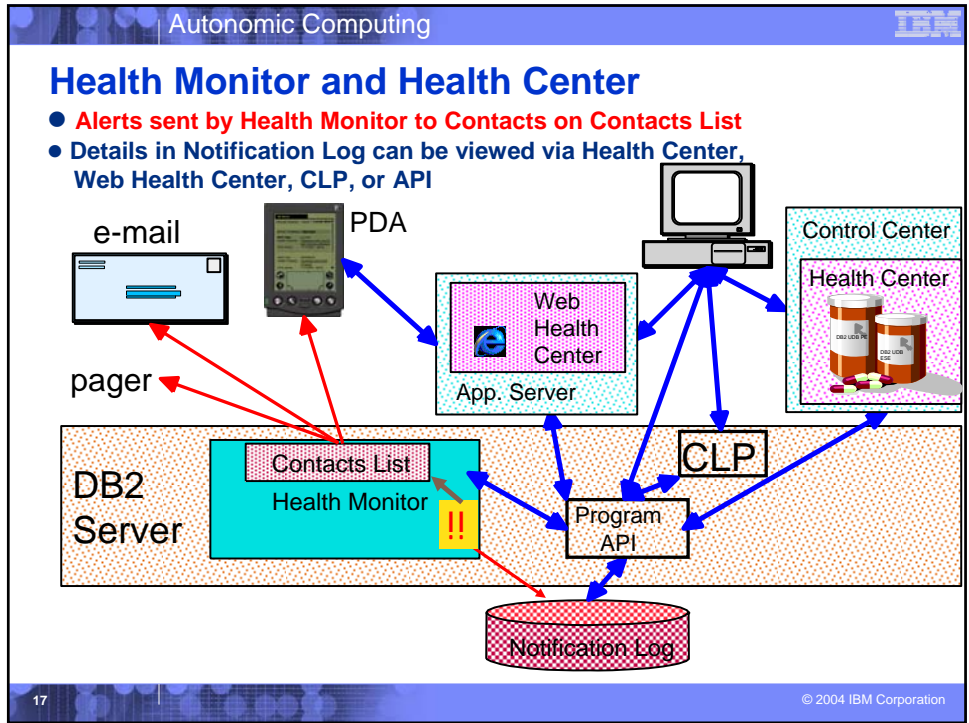 Autonomic Computing
IBM
Health Monitor and Health Center
● Alerts sent by Health Monitor to Contacts on Contacts List
● Details in Notification Log can be viewed via Health Center,
Web Health Center, CLP, or API
e-mail
PDA
pager
Web
Health
Center
App. Server
Control Center
Health Center
DB2 UDB PE
DB2 UDB
ESE
DB2
Server
Contacts List
Health Monitor
!!
CLP
Program
API
Notification Log
17
© 2004 IBM Corporation